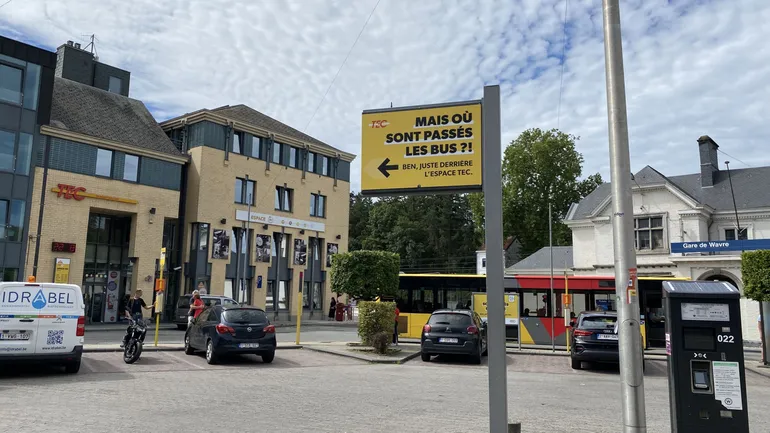 TEC
MAIS OÙ
SONT PASSÉS
LES BUS ?!
BEN, JUSTE DERRIÈRE
L'ESPACE TEC.
TEC
ESPACE
Gare de Wavre
IDRABEL
022